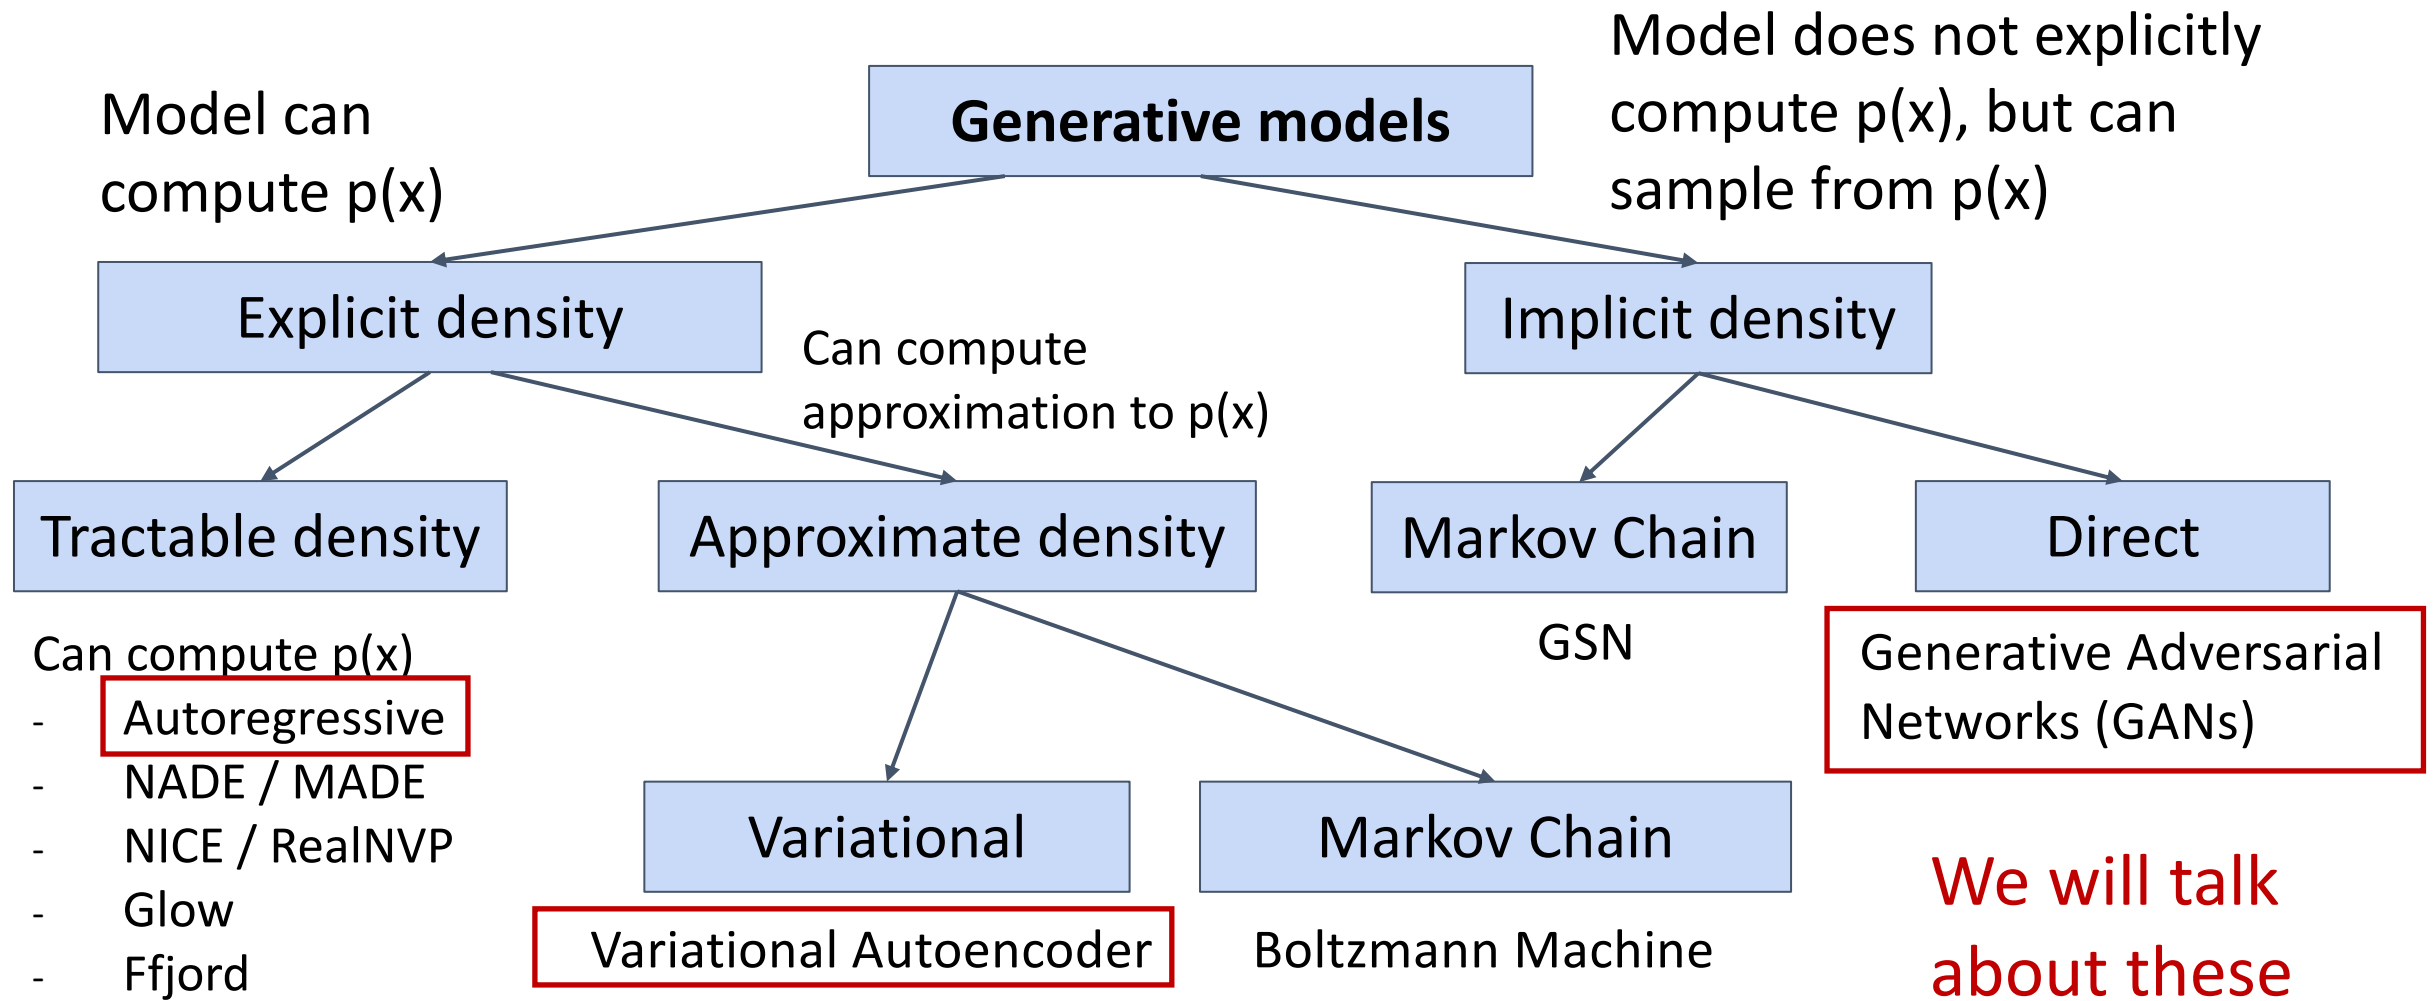 Model can
compute p(x)
Generative models
Model does not explicitly
compute p(x), but can
sample from p(x)
Explicit density
Can compute
approximation to p(x)
Implicit density
Tractable density
Approximate density
Markov Chain
Direct
Can compute p(x)
- Autoregressive
- NADE / MADE
- NICE / RealNVP
- Glow
- Ffjord
Variational
Variational Autoencoder
Markov Chain
Boltzmann Machine
GSN
Generative Adversarial
Networks (GANs)
We will talk
about these